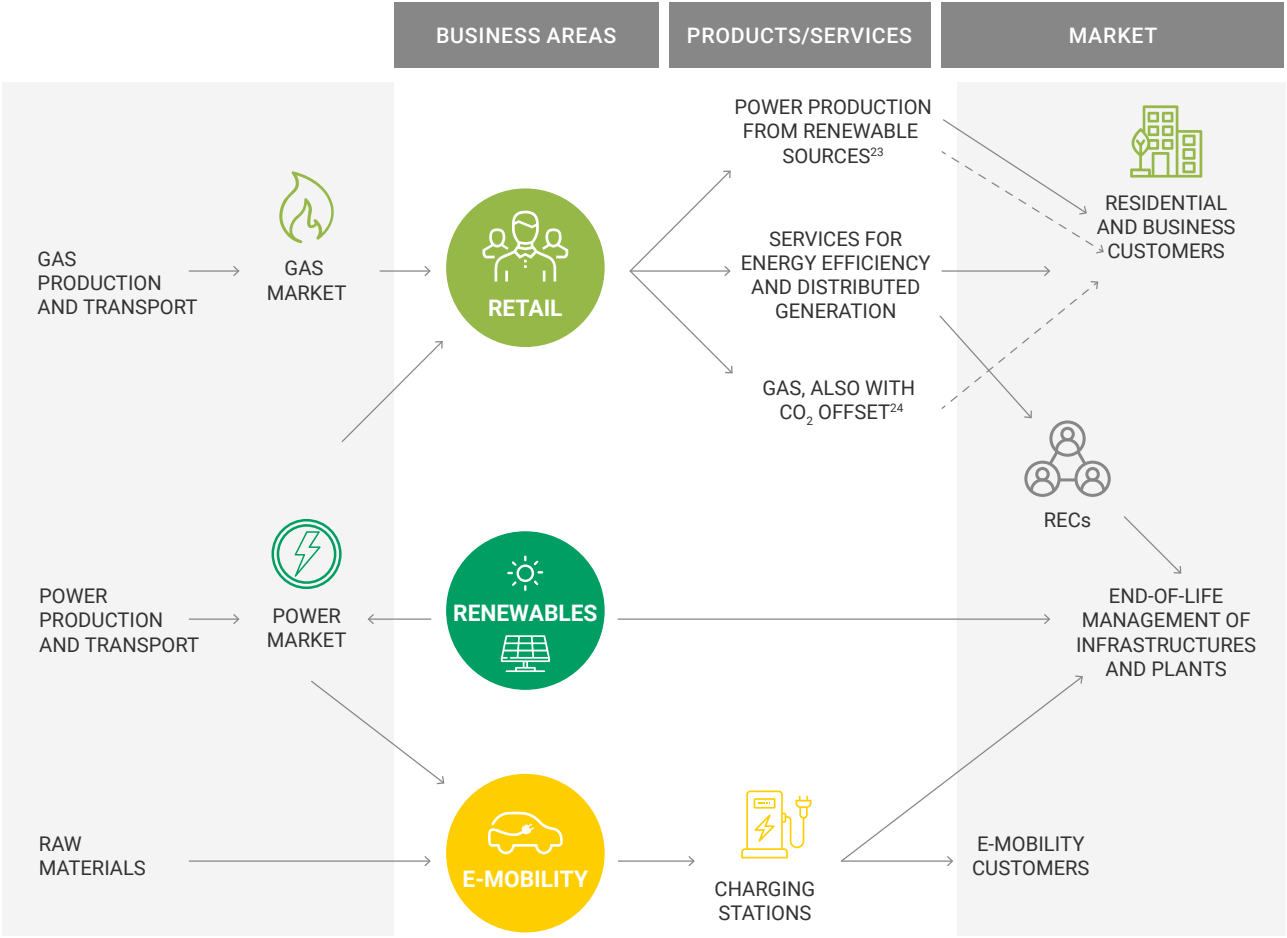 BUSINESS AREAS
PRODUCTS/SERVICES
MARKET
GAS
PRODUCTION
AND TRANSPORT
GAS
MARKET
RETAIL
POWER PRODUCTION
FROM RENEWABLE
SOURCES²³
SERVICES FOR
ENERGY EFFICIENCY
AND DISTRIBUTED
GENERATION
GAS, ALSO WITH
CO₂ OFFSET²⁴
RESIDENTIAL
AND BUSINESS
CUSTOMERS
RECs
POWER
PRODUCTION
AND TRANSPORT
POWER
MARKET
RENEWABLES
END-OF-LIFE
MANAGEMENT OF
INFRASTRUCTURES
AND PLANTS
RAW
MATERIALS
E-MOBILITY
CHARGING
STATIONS
E-MOBILITY
CUSTOMERS